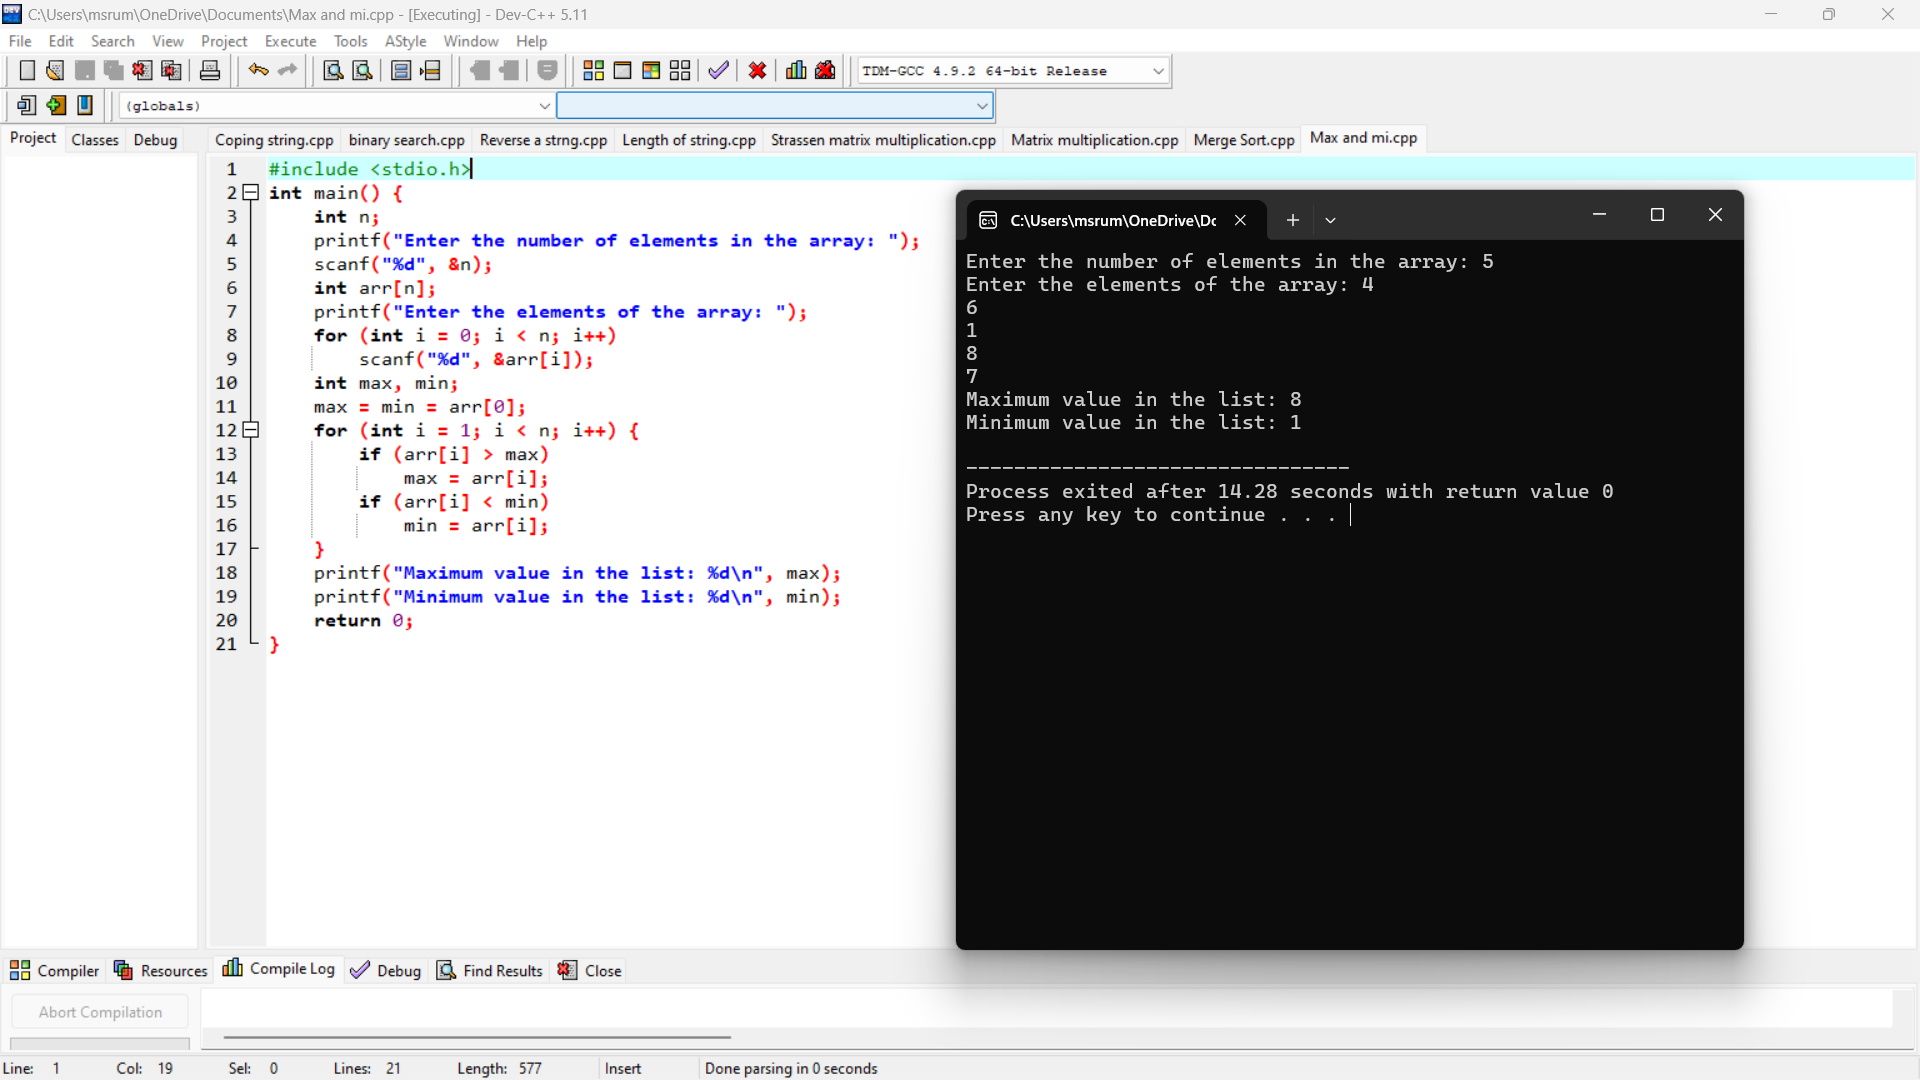 C:\Users\msrum\OneDrive\Documents\Max and mi.cpp - [Executing] - Dev-C++ 5.11
File Edit Search View Project Execute Tools AStyle Window Help
TDM-GCC 4.9.2 64-bit Release
(globals)
Project Classes Debug
Coping string.cpp binary search.cpp Reverse a strng.cpp Length of string.cpp Strassen matrix multiplication.cpp Matrix multiplication.cpp Merge Sort.cpp Max and mi.cpp
1 #include <stdio.h>
2 int main() {
3 int n;
4 printf("Enter the number of elements in the array: ");
5 scanf("%d", &n);
6 int arr[n];
7 printf("Enter the elements of the array: ");
8 for (int i = 0; i < n; i++)
9 scanf("%d", &arr[i]);
10 int max, min;
11 max = min = arr[0];
12 for (int i = 1; i < n; i++) {
13 if (arr[i] > max)
14 max = arr[i];
15 if (arr[i] < min)
16 min = arr[i];
17 }
18 printf("Maximum value in the list: %d\n", max);
19 printf("Minimum value in the list: %d\n", min);
20 return 0;
21 }
C:\Users\msrum\OneDrive\Dc
Enter the number of elements in the array: 5
Enter the elements of the array: 4
6
1
8
7
Maximum value in the list: 8
Minimum value in the list: 1
--------------------------------
Process exited after 14.28 seconds with return value 0
Press any key to continue . . .
Compiler Resources Compile Log Debug Find Results Close
Abort Compilation
Line: 1 Col: 19 Sel: 0 Lines: 21 Length: 577 Insert Done parsing in 0 seconds